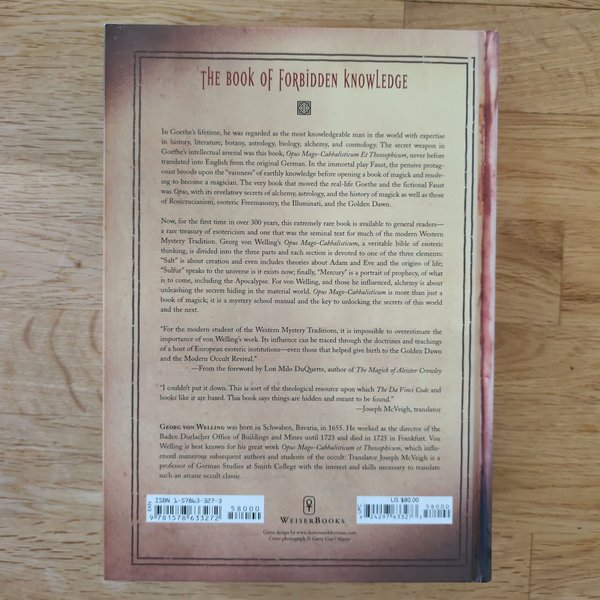 THE BOOK OF FORBIDDEN KNOWLEDGE
In Goethe's lifetime, he was regarded as the most knowledgeable man in the world with expertise
in history, literature, botany, astrology, biology, alchemy, and cosmology. The secret weapon in
Goethe's intellectual arsenal was this book, Opus Mago-Cabbalisticum Et Theosophicum, never before
translated into English from the original German. In the immortal play Faust, the pensive protag-
onist broods upon the "vainness" of earthly knowledge before opening a book of magick and resolv-
ing to become a magician. The very book that moved the real-life Goethe and the fictional Faust
was Opus, with its revelatory secrets of alchemy, astrology, and the history of magick as well as those
of Rosicrucianism, esoteric Freemasonry, the Illuminati, and the Golden Dawn.
Now, for the first time in over 300 years, this extremely rare book is available to general readers—
a rare treasury of esotericism and one that was the seminal text for much of the modern Western
Mystery Tradition. Georg von Welling's Opus Mago-Cabbalisticum, a veritable bible of esoteric
thinking, is divided into the three parts and each section is devoted to one of the three elements:
"Salt" is about creation and even includes theories about Adam and Eve and the origins of life;
"Sulfur" speaks to the universe is it exists now; finally, "Mercury" is a portrait of prophecy, of what
is to come, including the Apocalypse. For von Welling, and those he influenced, alchemy is about
unleashing the secrets hiding in the material world. Opus Mago-Cabbalisticum is more than just a
book of magick; it is a mystery school manual and the key to unlocking the secrets of this world
and the next.
"For the modern student of the Western Mystery Traditions, it is impossible to overestimate the
importance of von Welling's work. Its influence can be traced through the doctrines and teachings
of a host of European esoteric institutions—even those that helped give birth to the Golden Dawn
and the Modern Occult Revival."
—From the foreword by Lon Milo DuQuette, author of The Magick of Aleister Crowley
"I couldn't put it down. This is sort of the theological resource upon which The Da Vinci Code and
books like it are based. This book says things are hidden and meant to be found."
—Joseph McVeigh, translator
GEORG VON WELLING was born in Schwaben, Bavaria, in 1655. He worked as the director of the
Baden Durlacher Office of Buildings and Mines until 1723 and died in 1725 in Frankfurt. Von
Welling is best known for his great work Opus Mago-Cabbalisticum et Theosophicum, which influ-
enced numerous subsequent authors and students of the occult. Translator Joseph McVeigh is a
professor of German Studies at Smith College with the interest and skills necessary to translate
such an arcane occult classic.
ISBN 1-57863-327-3
58000
EAN
9 781578 633272
WEISERBOOKS
US $80.00
58000
UPC